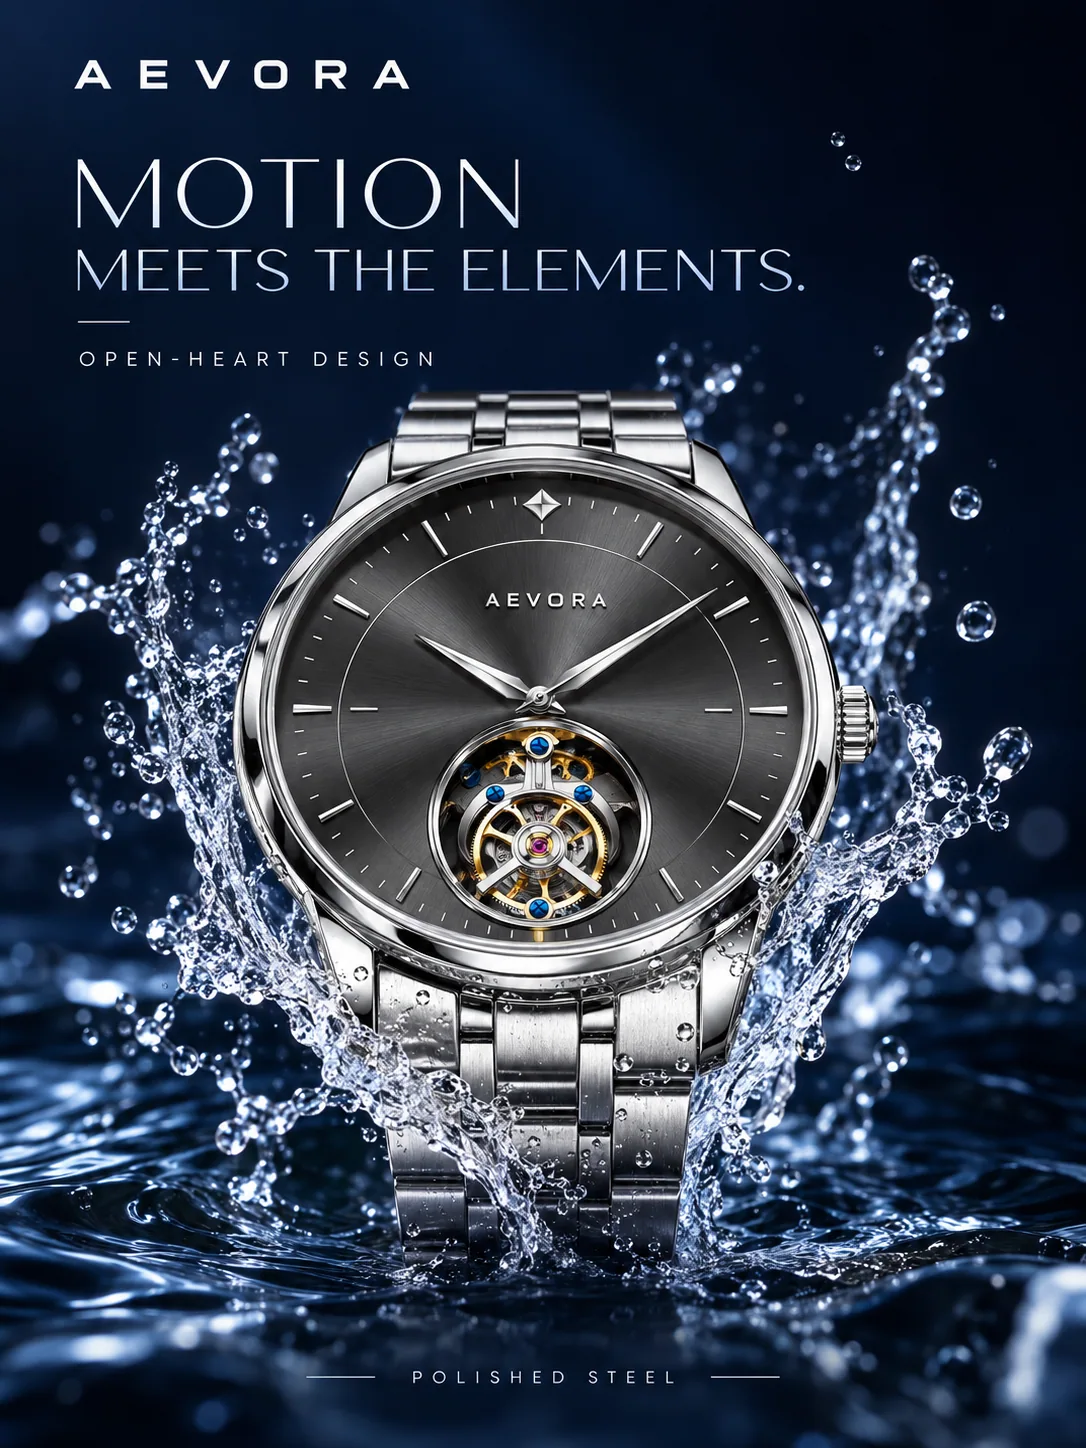 AEVORA
MOTION
MEETS THE ELEMENTS.
OPEN-HEART DESIGN
AEVORA
POLISHED STEEL